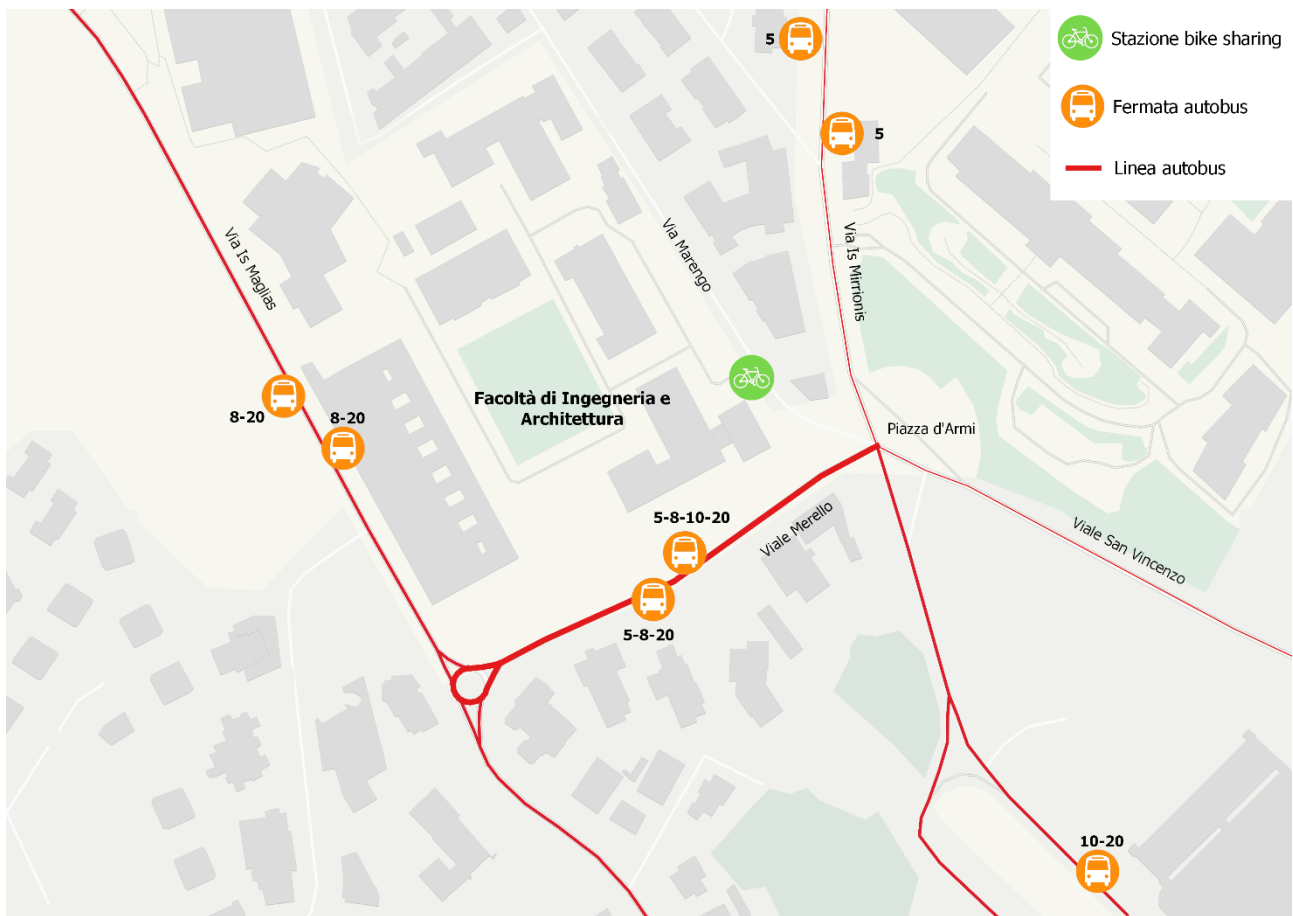 5
Stazione bike sharing
Fermata autobus
5
Linea autobus
Via Is Maglias
Via Marengo
Via Is Mirrionis
8-20
8-20
Facoltà di Ingegneria e
Architettura
Piazza d'Armi
5-8-10-20
Viale Merello
Viale San Vincenzo
5-8-20
10-20